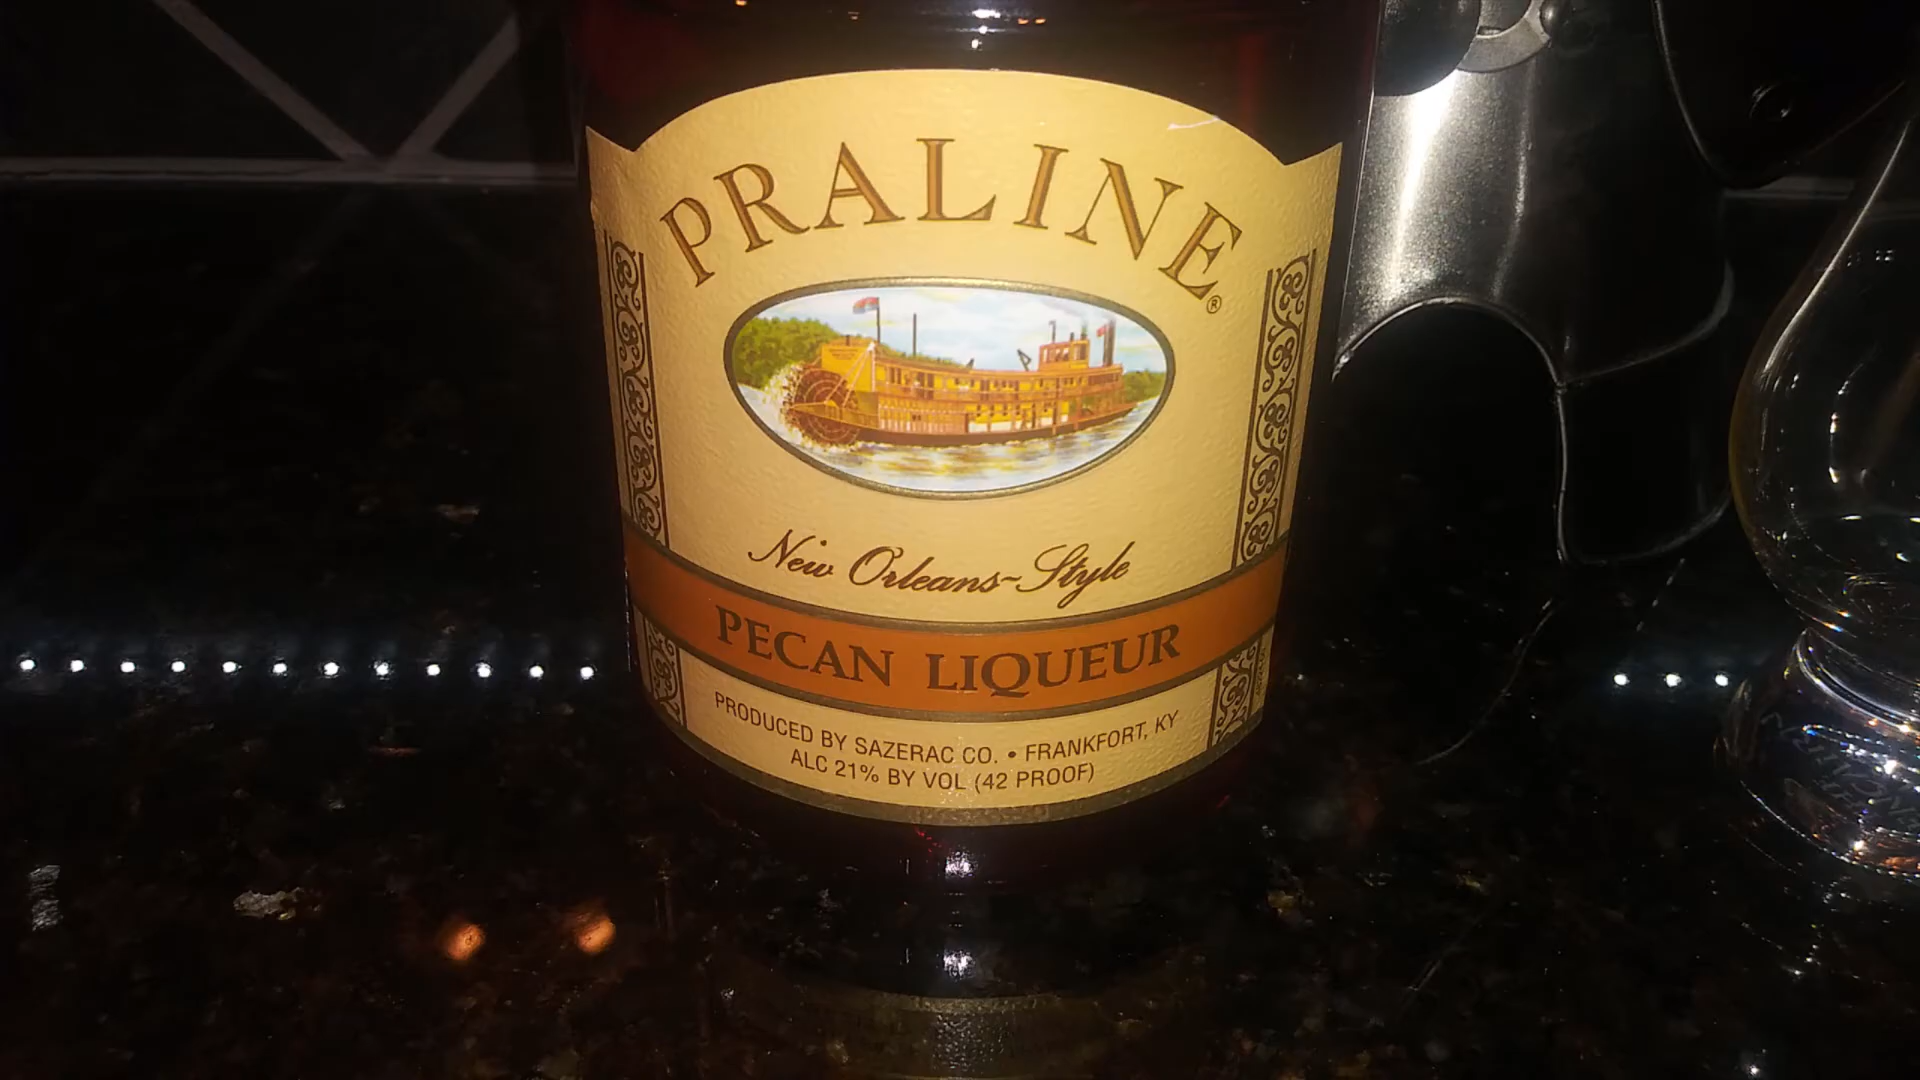 PRALINE®
New Orleans~Style
PECAN LIQUEUR
PRODUCED BY SAZERAC CO. • FRANKFORT, KY
ALC 21% BY VOL (42 PROOF)